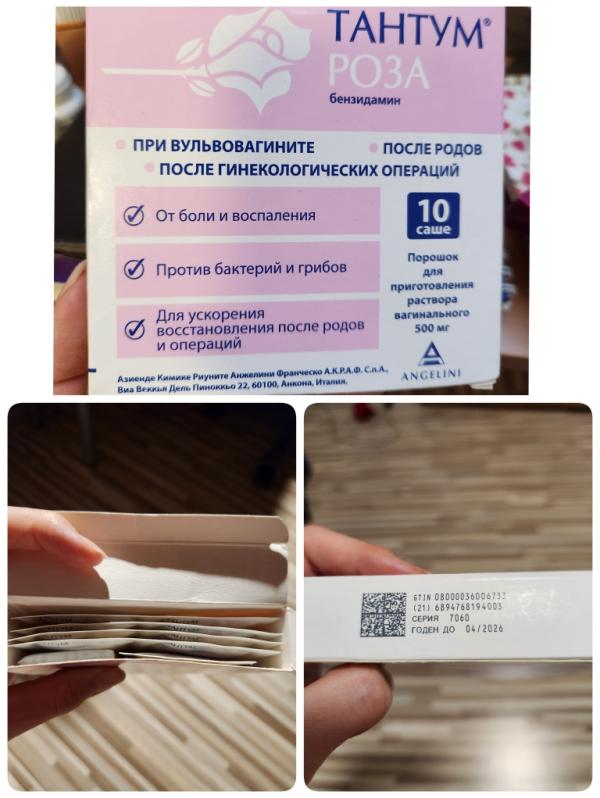 ТАНТУМ®
РОЗА
бензидамин
ПРИ ВУЛЬВОВАГИНИТЕ
ПОСЛЕ РОДОВ
ПОСЛЕ ГИНЕКОЛОГИЧЕСКИХ ОПЕРАЦИЙ
От боли и воспаления
Против бактерий и грибов
Для ускорения
восстановления после родов
и операций
10
саше
Порошок
для
приготовления
раствора
вагинального
500 мг
ANGELINI
Азиенде Кимике Риуните Анжелини Франческо А.К.Р.А.Ф. С.п.А.,
Виа Веккья Дель Пиноккьо 22, 60100, Анкона, Италия.
GTIN 08000036006733
(21) 6894768194003
СЕРИЯ 7060
ГОДЕН ДО 04/2026